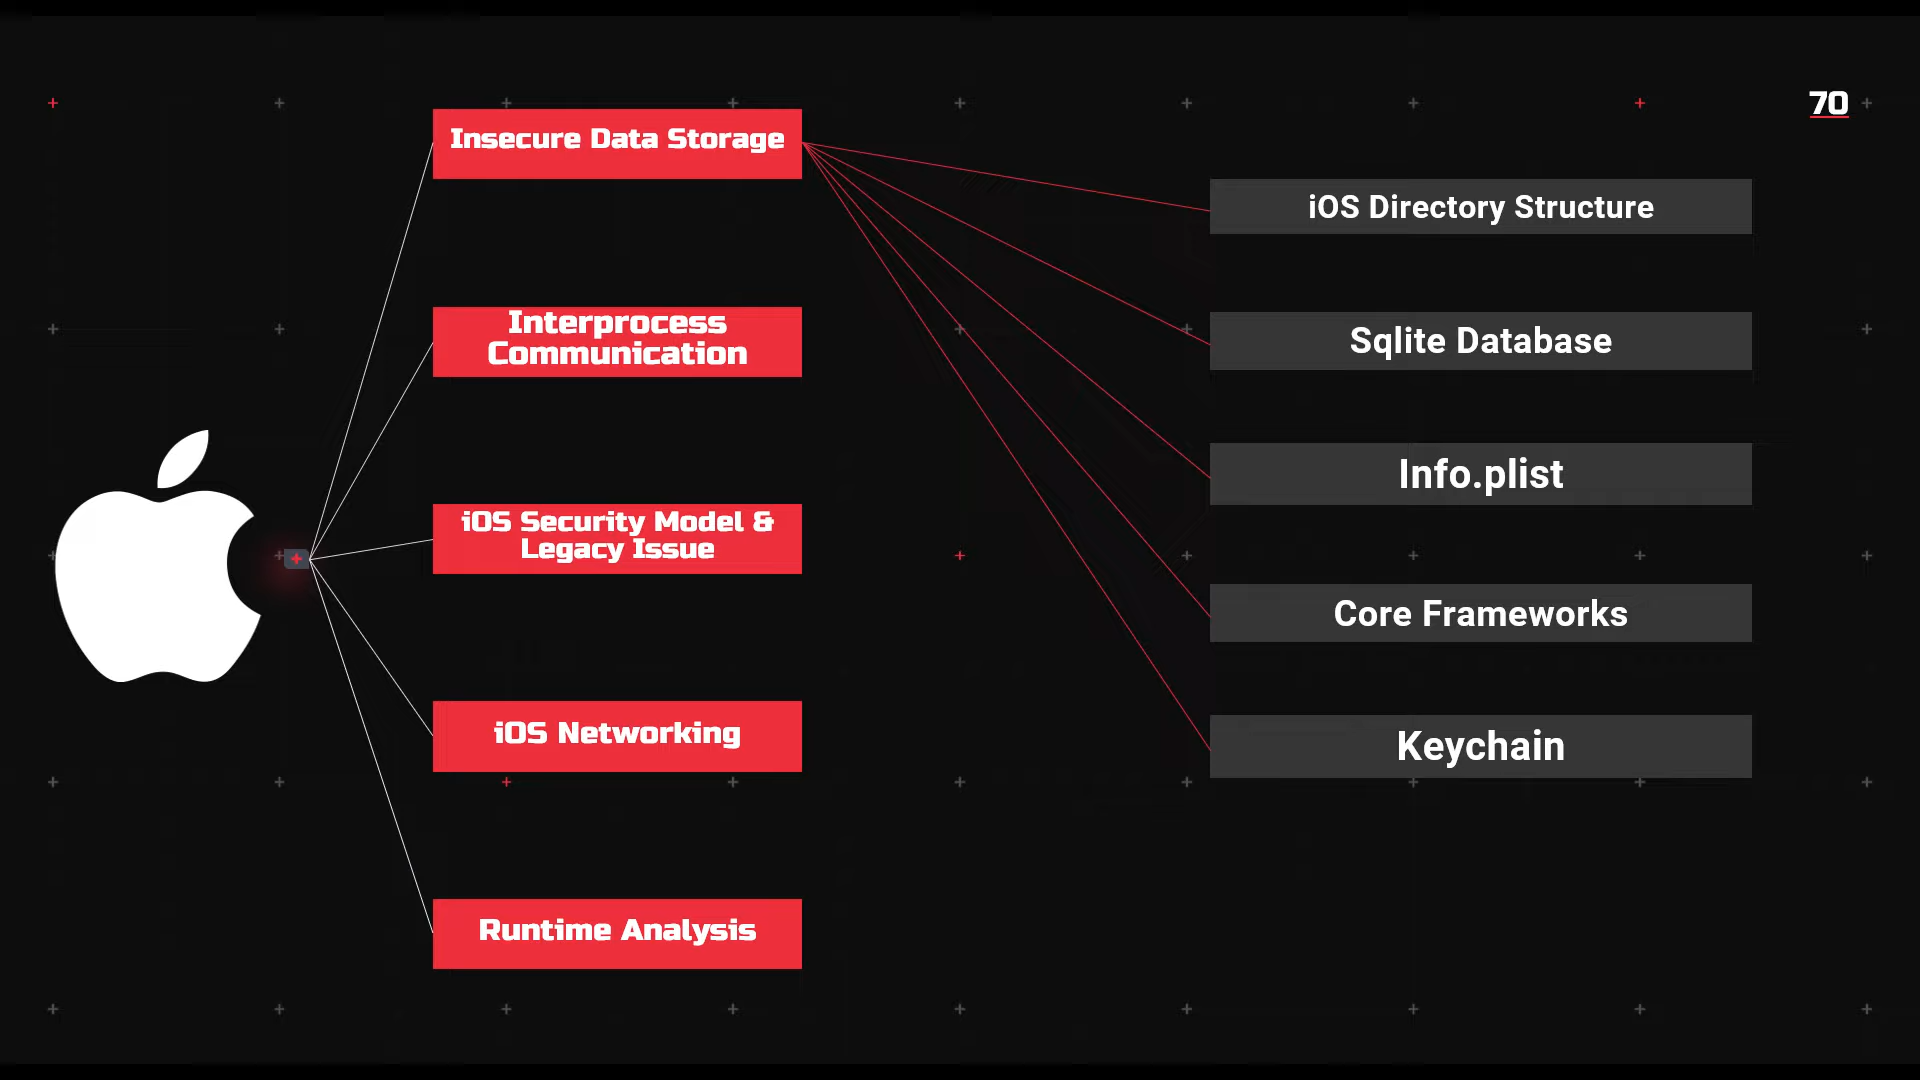 70
Insecure Data Storage
Interprocess
Communication
iOS Security Model &
Legacy Issue
iOS Networking
Runtime Analysis
iOS Directory Structure
Sqlite Database
Info.plist
Core Frameworks
Keychain